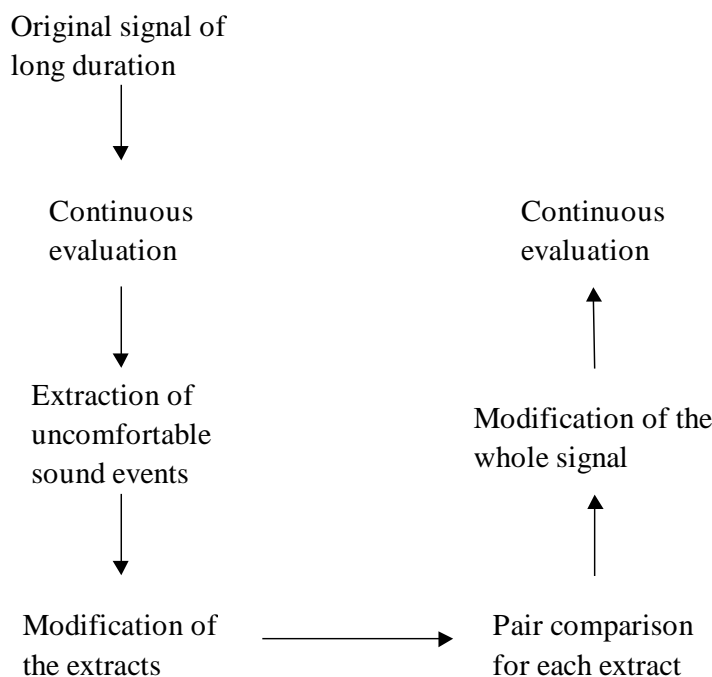 Original signal of
long duration
Continuous
evaluation
Extraction of
uncomfortable
sound events
Modification of
the extracts
Pair comparison
for each extract
Modification of the
whole signal
Continuous
evaluation